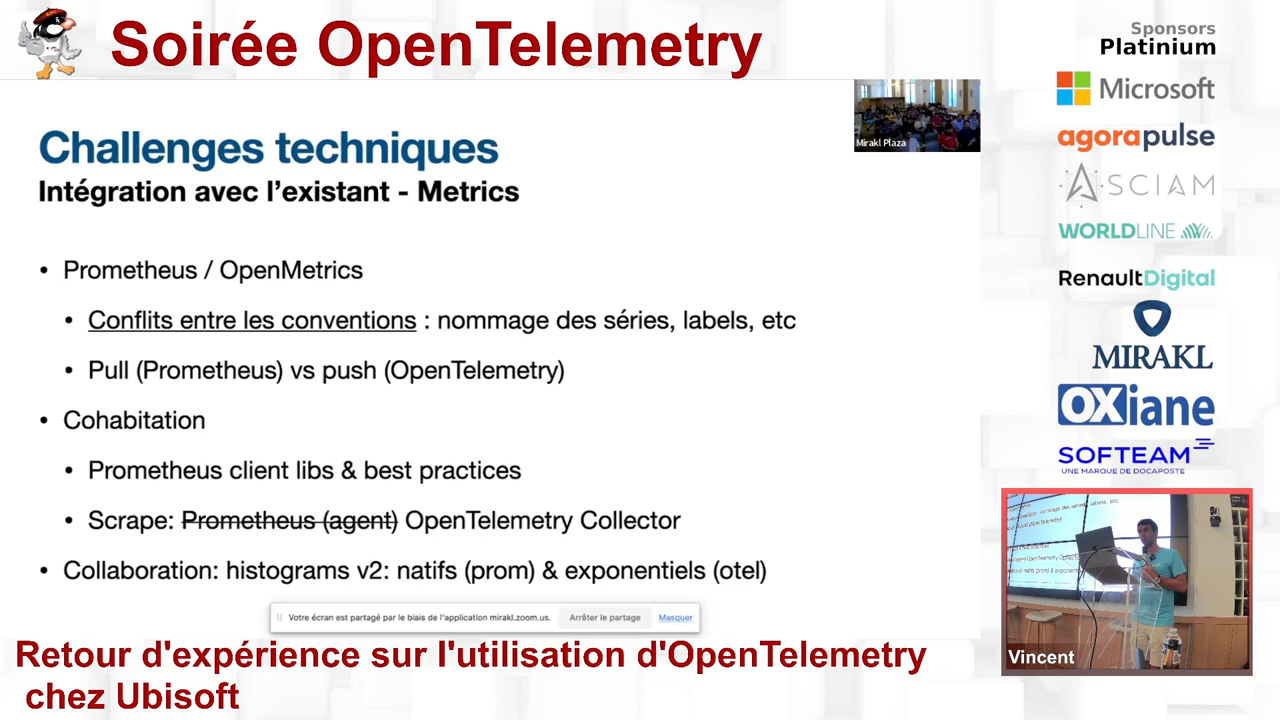 Soirée OpenTelemetry
Sponsors
Platinium
Microsoft
agorapulse
ASCIAM
WORLDLINE
RenaultDigital
MIRAKL
OXiane
SOFTEAM
UNE MARQUE DE DOCAPOSTE
Mirakl Plaza
Challenges techniques
Intégration avec l'existant - Metrics
• Prometheus / OpenMetrics
• Conflits entre les conventions : nommage des séries, labels, etc
• Pull (Prometheus) vs push (OpenTelemetry)
• Cohabitation
• Prometheus client libs & best practices
• Scrape: Prometheus (agent) OpenTelemetry Collector
• Collaboration: histograms v2: natifs (prom) & exponentiels (otel)
Votre écran est partagé par le biais de l'application mirakl.zoom.us. Arrêter le partage Masquer
Vincent
Retour d'expérience sur l'utilisation d'OpenTelemetry
chez Ubisoft